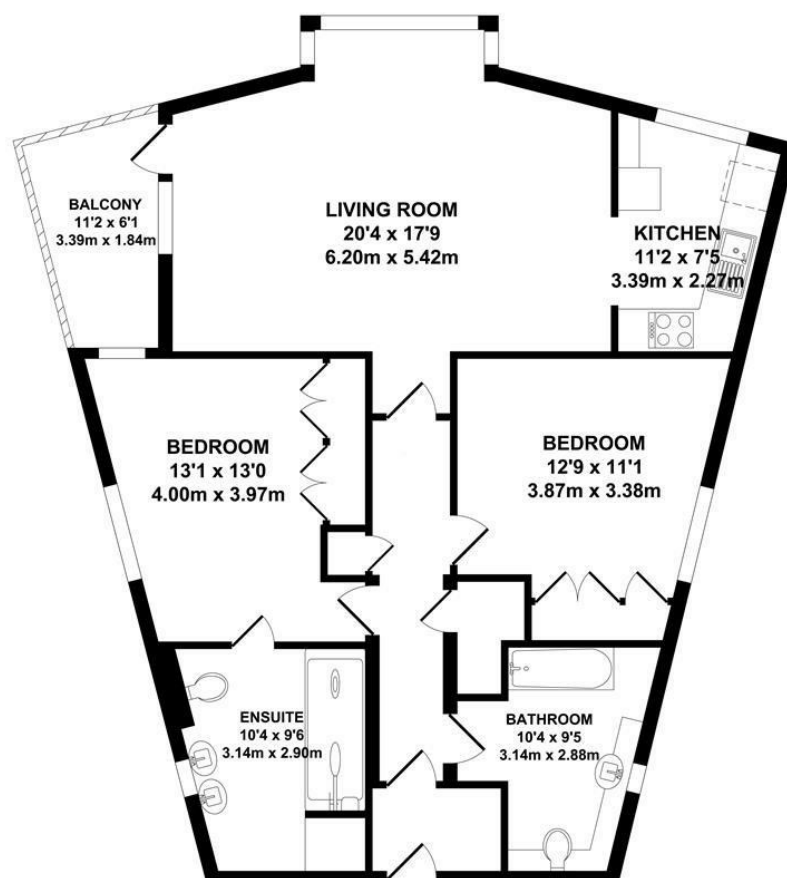 BALCONY
11'2 x 6'1
3.39m x 1.84m
LIVING ROOM
20'4 x 17'9
6.20m x 5.42m
KITCHEN
11'2 x 7'5
3.39m x 2.27m
BEDROOM
13'1 x 13'0
4.00m x 3.97m
BEDROOM
12'9 x 11'1
3.87m x 3.38m
ENSUITE
10'4 x 9'6
3.14m x 2.90m
BATHROOM
10'4 x 9'5
3.14m x 2.88m